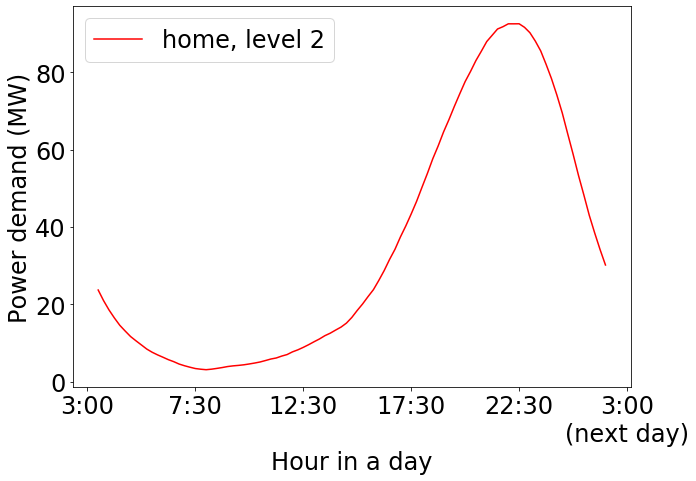 home, level 2
Power demand (MW)
80
60
40
20
0
3:00 7:30 12:30 17:30 22:30 3:00
(next day)
Hour in a day